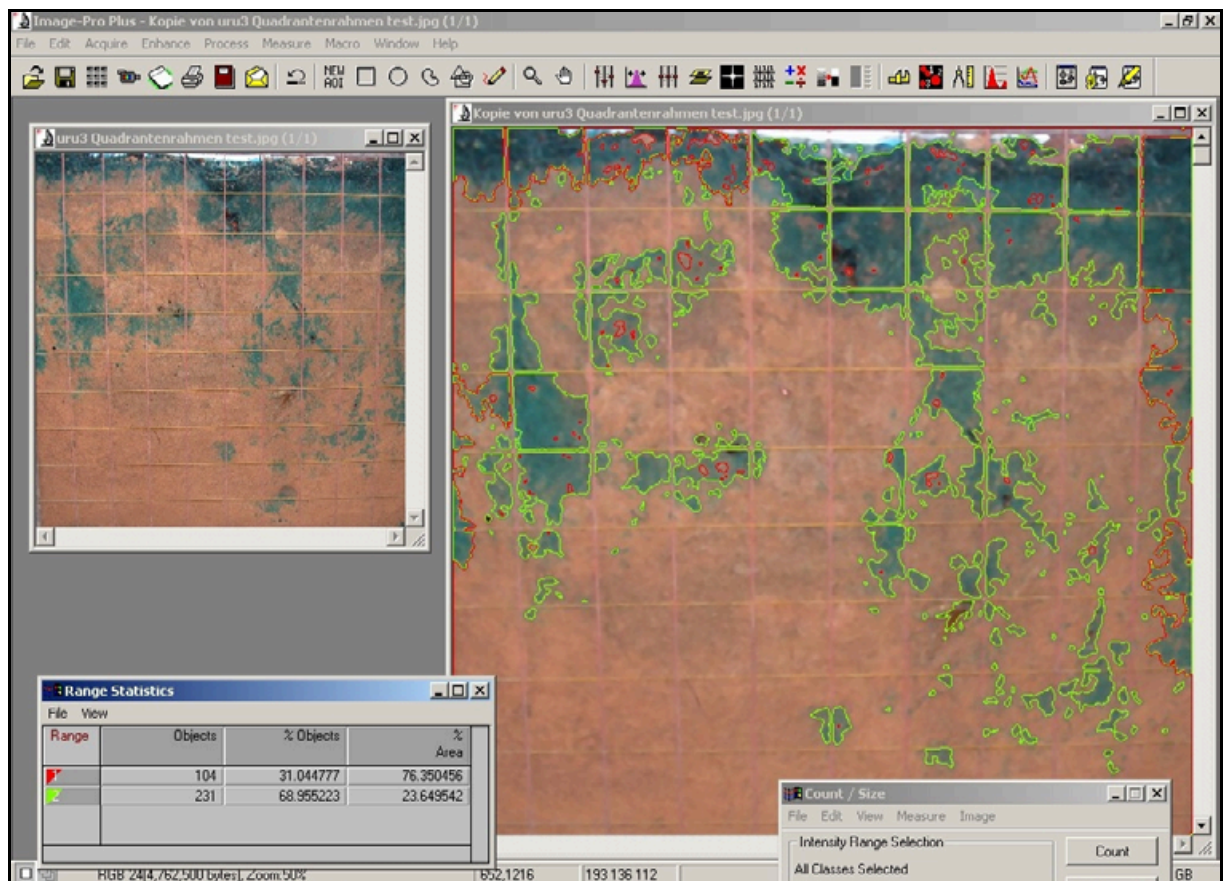 Image-Pro Plus - Kopie von uru3 Quadrantenrahmen test.jpg (1/1)
File Edit Acquire Enhance Process Measure Macro Window Help
NEW
AOI
Kopie von uru3 Quadrantenrahmen test.jpg (1/1)
uru3 Quadrantenrahmen test.jpg (1/1)
Range Statistics
File View
Range Objects % Objects % Area
1 104 31.044777 76.350456
2 231 68.955223 23.649542
Count / Size
File Edit View Measure Image
Intensity Range Selection
Count
All Classes Selected
RGB 24[4,762,500 bytes], Zoom:50% 652,1216 193 136 112 GB